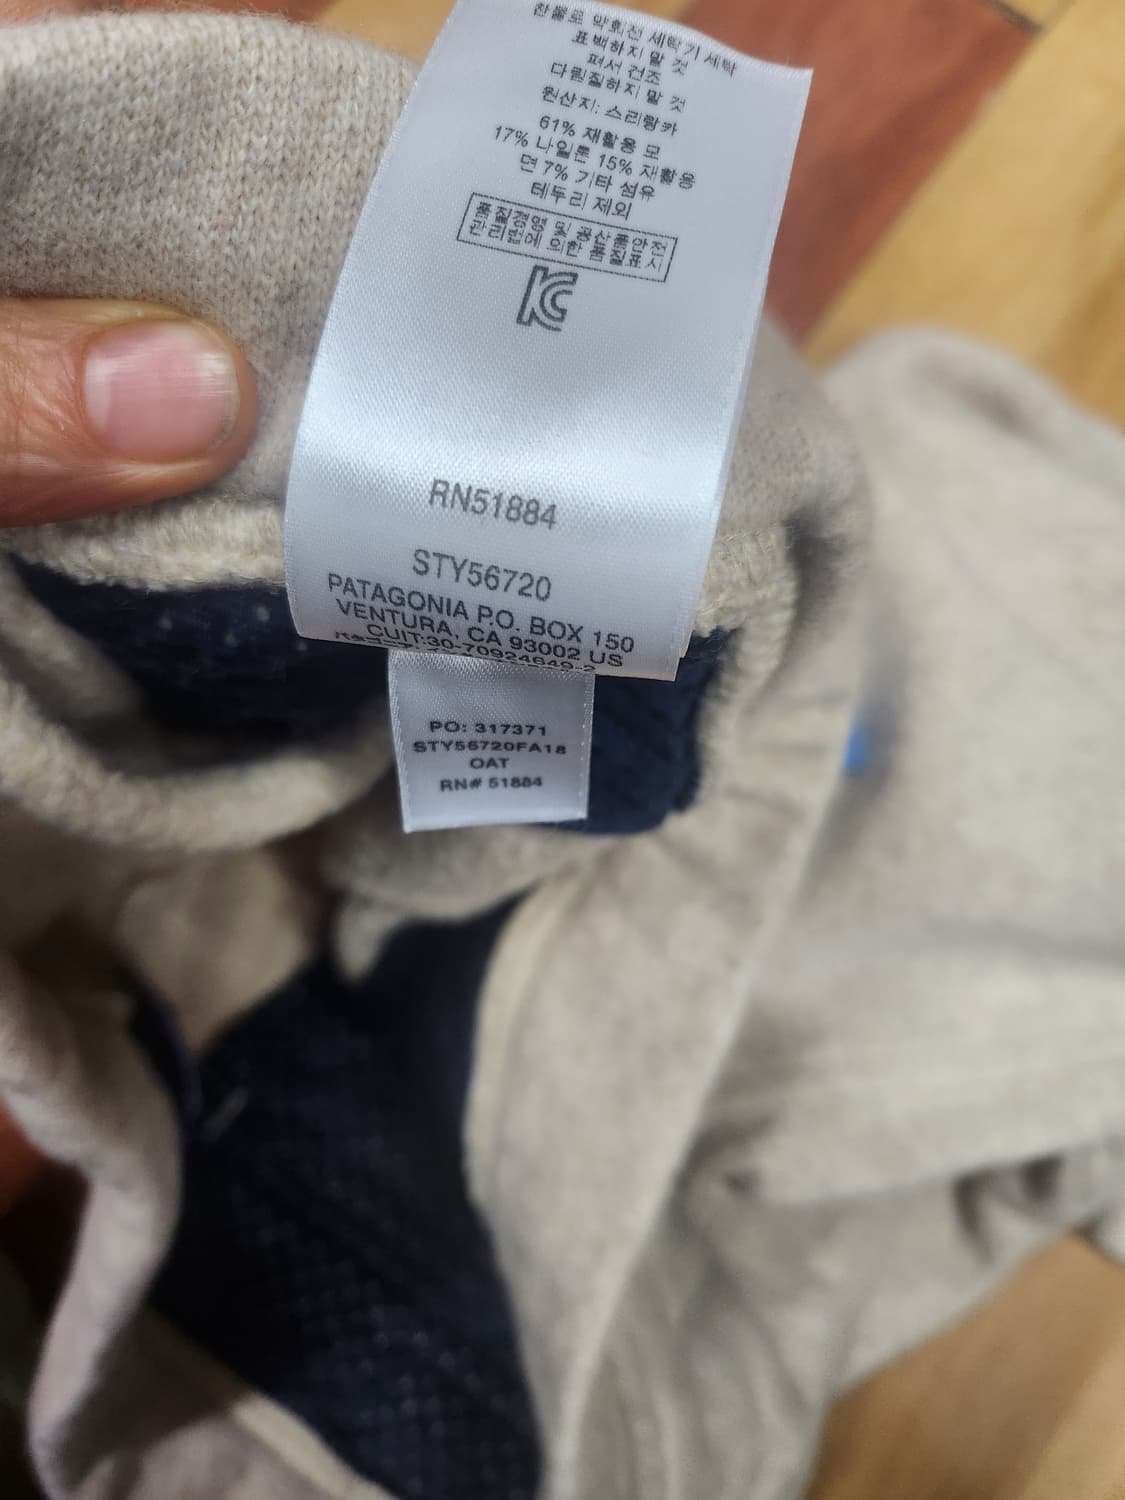 찬물로 약회전 세탁기 세탁
표백하지 말 것
펴서 건조
다림질하지 말 것
원산지: 스리랑카
61% 재활용 모
17% 나일론 15% 재활용
면 7% 기타 섬유
테두리 제외
품질경영 및 공산품안전
관리법에 의한 품질표시
RN51884
STY56720
PATAGONIA P.O. BOX 150
VENTURA, CA 93002 US
CUIT:30-70924649-2
PO: 317371
STY56720FA18
OAT
RN# 51884